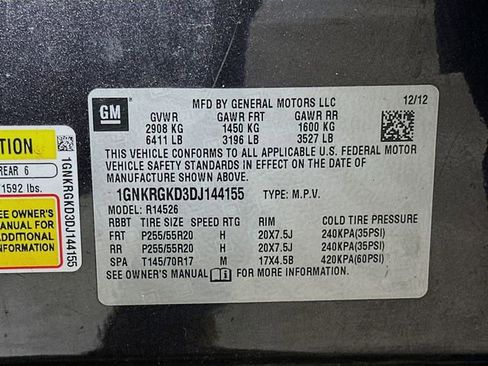 GM
MFD BY GENERAL MOTORS LLC 12/12
GVWR GAWR FRT GAWR RR
2908 KG 1450 KG 1600 KG
6411 LB 3196 LB 3527 LB
THIS VEHICLE CONFORMS TO ALL APPLICABLE U.S. FEDERAL MOTOR
VEHICLE SAFETY STANDARDS IN EFFECT ON THE DATE OF
MANUFACTURE SHOWN ABOVE.
1GNKRGKD3DJ144155 TYPE: M.P.V.
MODEL: R14526
RBBT TIRE SIZE SPEED RTG RIM COLD TIRE PRESSURE
FRT P255/55R20 H 20X7.5J 240KPA(35PSI)
RR P255/55R20 H 20X7.5J 240KPA(35PSI)
SPA T145/70R17 M 17X4.5B 420KPA(60PSI)
SEE OWNER'S MANUAL FOR MORE INFORMATION.
TION
REAR 6
1592 lbs.
SEE OWNER'S
MANUAL FOR
ADDITIONAL
INFORMATION
1GNKRGKD3DJ144155